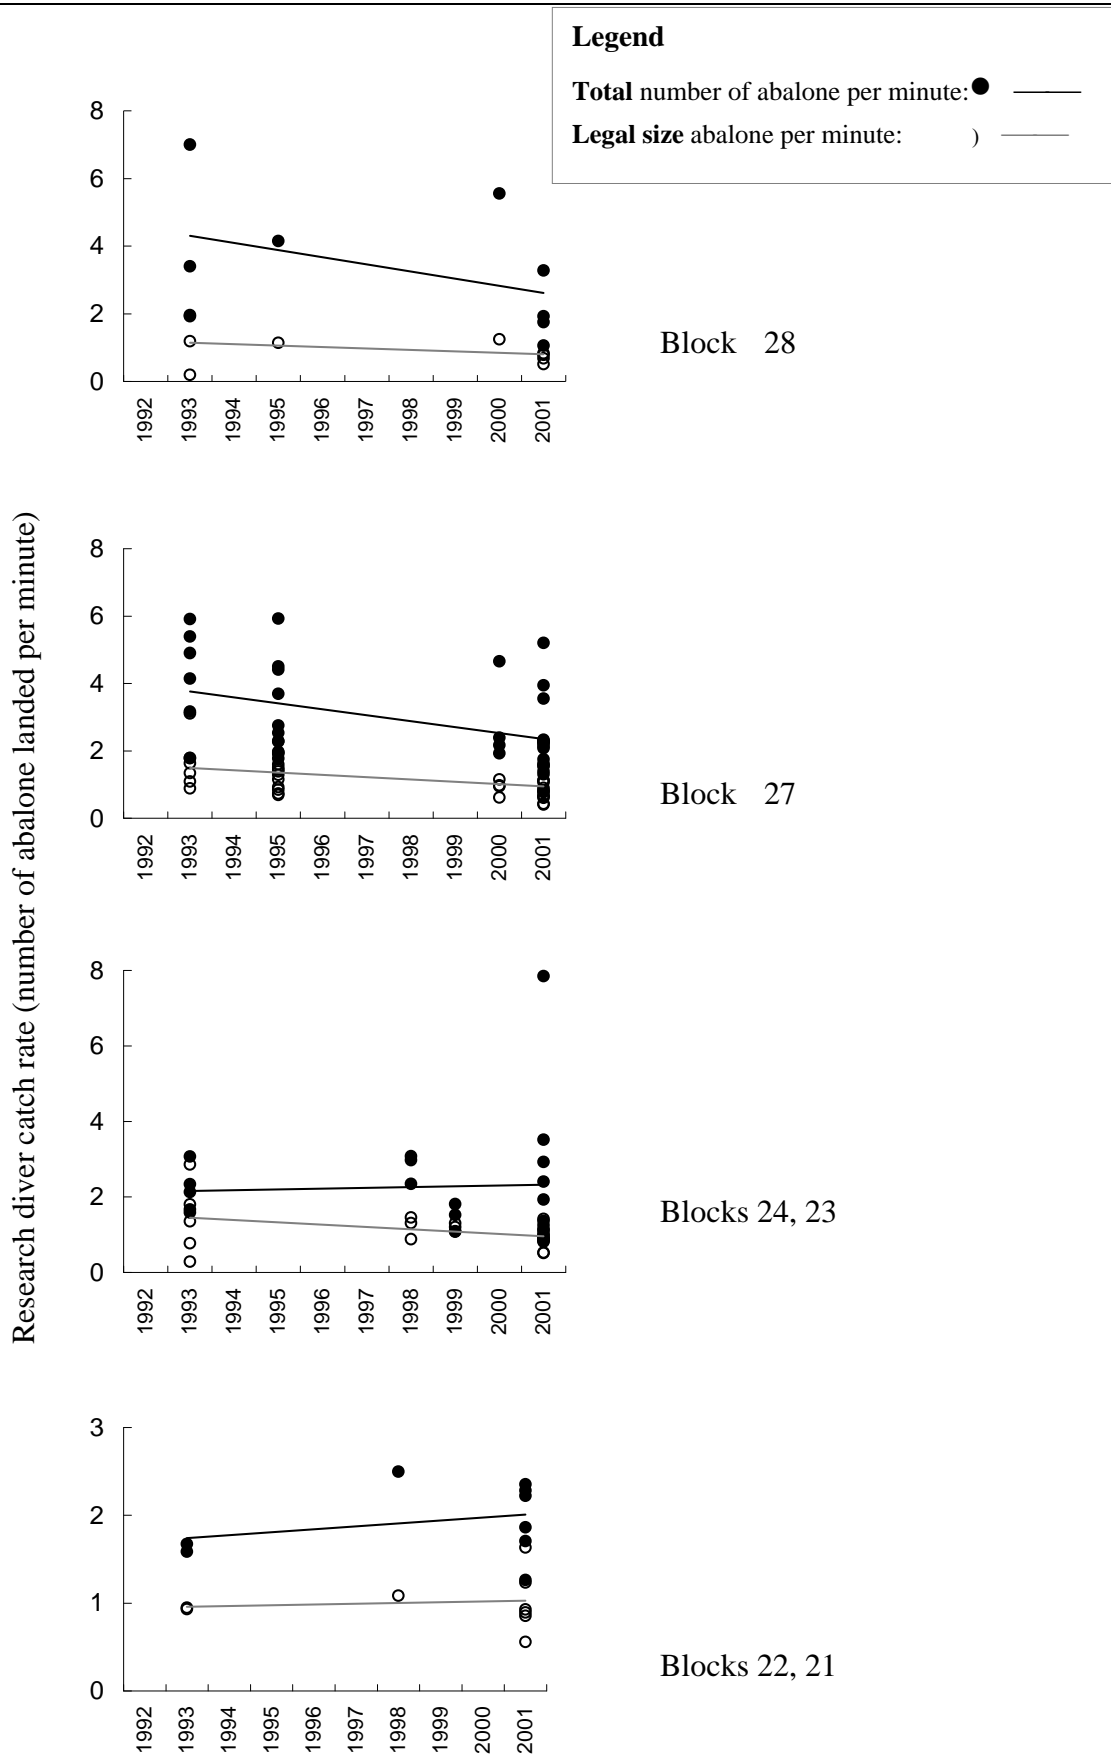 Legend
Total number of abalone per minute:
Legal size abalone per minute: )
8
6
4
2
0
1992 1993 1994 1995 1996 1997 1998 1999 2000 2001
Block 28
Research diver catch rate (number of abalone landed per minute)
8
6
4
2
0
1992 1993 1994 1995 1996 1997 1998 1999 2000 2001
Block 27
8
6
4
2
0
1992 1993 1994 1995 1996 1997 1998 1999 2000 2001
Blocks 24, 23
3
2
1
0
1992 1993 1994 1995 1996 1997 1998 1999 2000 2001
Blocks 22, 21